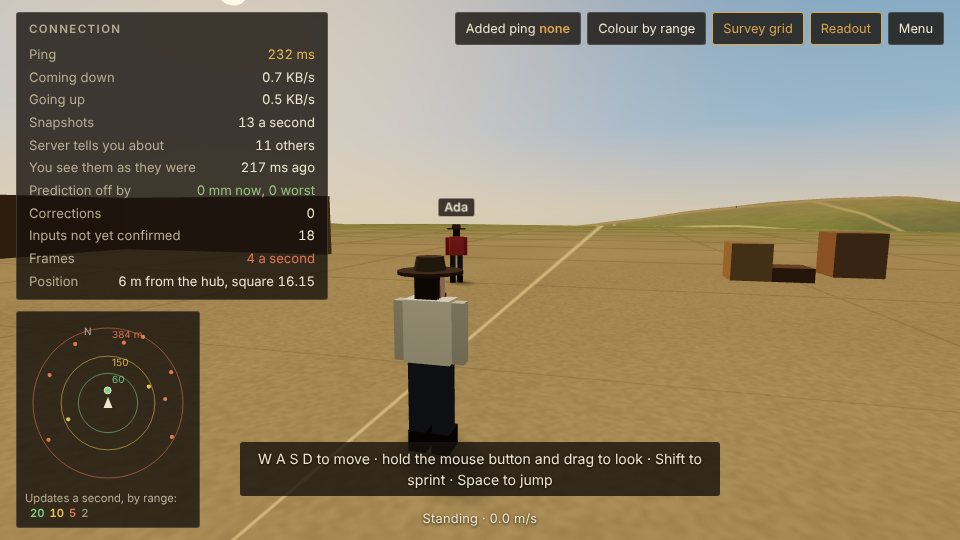 CONNECTION
Ping 232 ms
Coming down 0.7 KB/s
Going up 0.5 KB/s
Snapshots 13 a second
Server tells you about 11 others
You see them as they were 217 ms ago
Prediction off by 0 mm now, 0 worst
Corrections 0
Inputs not yet confirmed 18
Frames 4 a second
Position 6 m from the hub, square 16.15
Added ping none
Colour by range
Survey grid
Readout
Menu
Ada
N
384 m
150
60
Updates a second, by range:
20 10 5 2
W A S D to move · hold the mouse button and drag to look · Shift to
sprint · Space to jump
Standing · 0.0 m/s